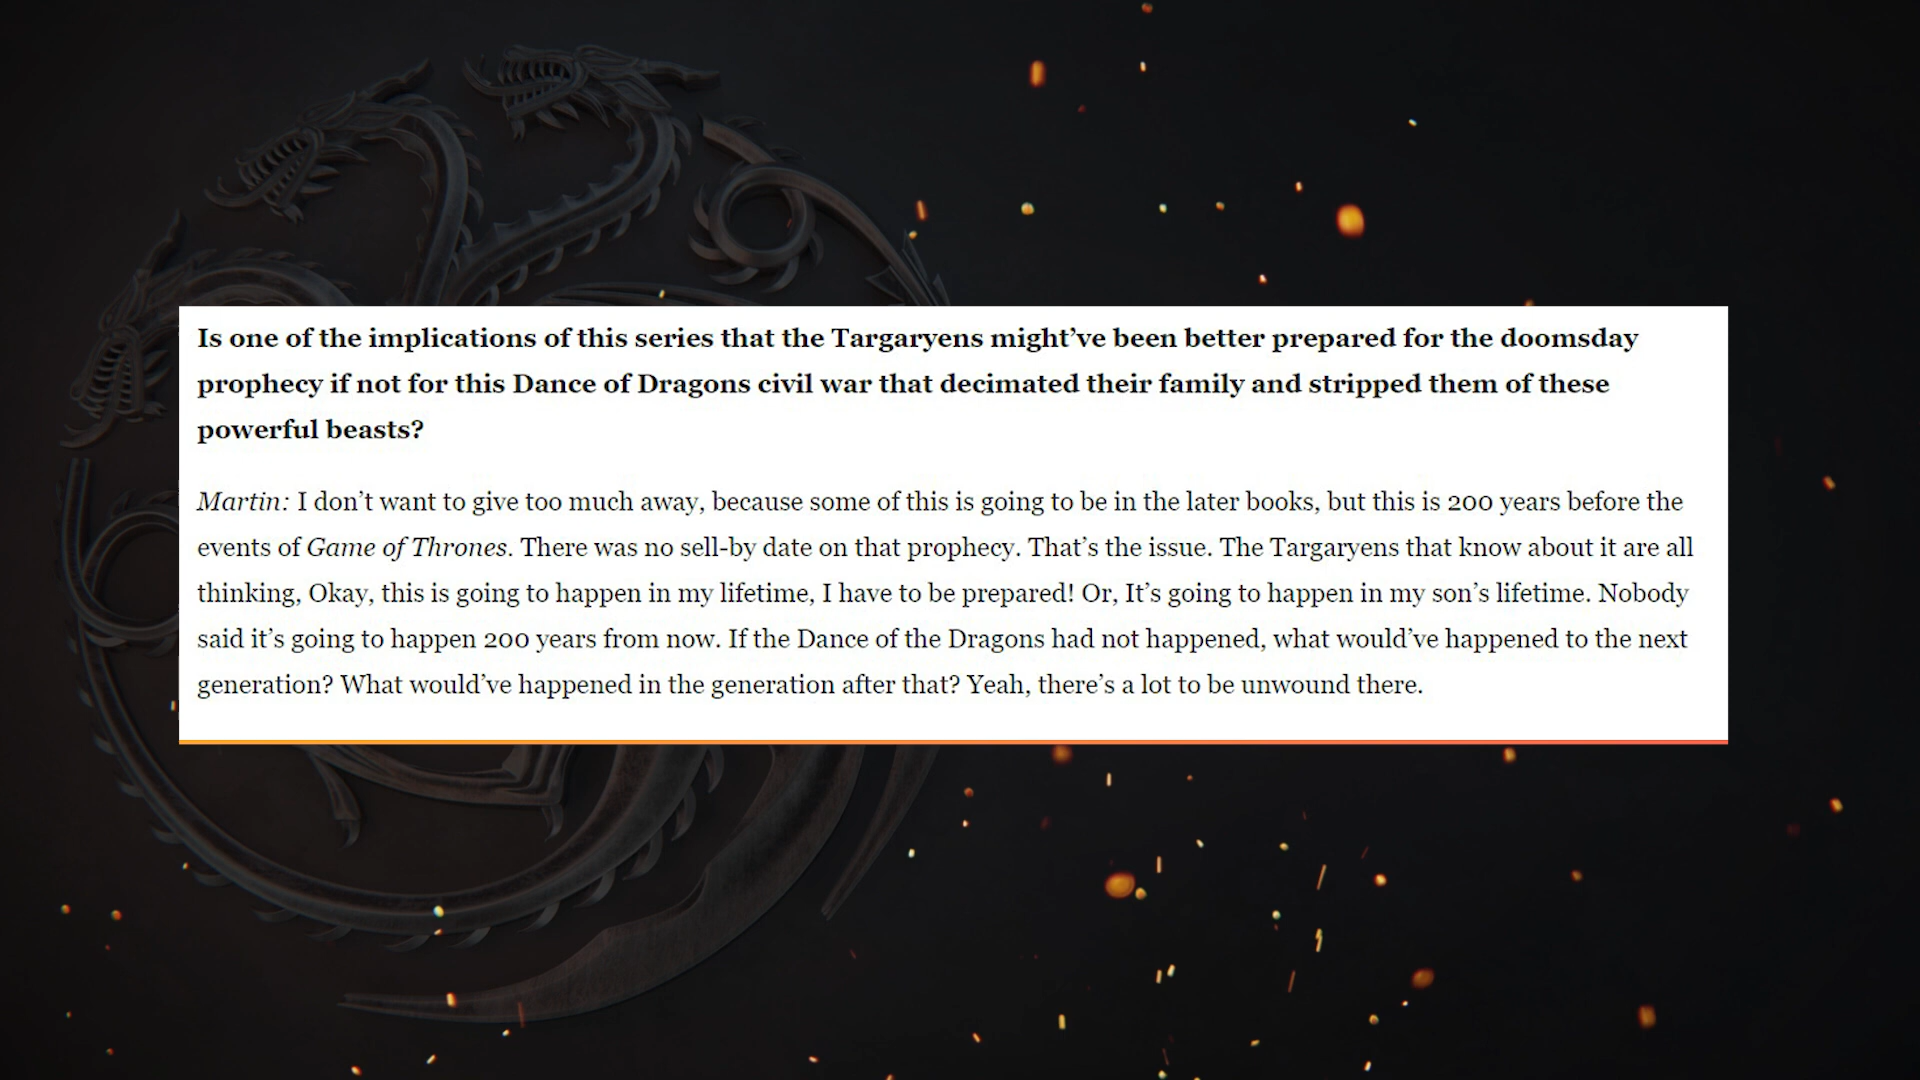 Is one of the implications of this series that the Targaryens might’ve been better prepared for the doomsday
prophecy if not for this Dance of Dragons civil war that decimated their family and stripped them of these
powerful beasts?
Martin: I don’t want to give too much away, because some of this is going to be in the later books, but this is 200 years before the
events of Game of Thrones. There was no sell-by date on that prophecy. That’s the issue. The Targaryens that know about it are all
thinking, Okay, this is going to happen in my lifetime, I have to be prepared! Or, It’s going to happen in my son’s lifetime. Nobody
said it’s going to happen 200 years from now. If the Dance of the Dragons had not happened, what would’ve happened to the next
generation? What would’ve happened in the generation after that? Yeah, there’s a lot to be unwound there.